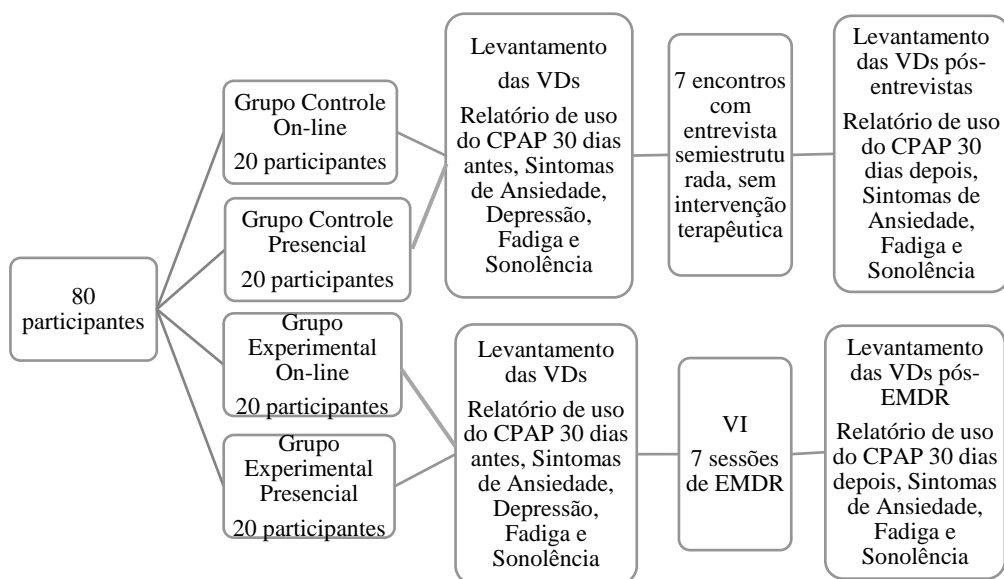 80
participantes
Grupo Controle
On-line
20 participantes
Grupo Controle
Presencial
20 participantes
Grupo
Experimental
On-line
20 participantes
Grupo
Experimental
Presencial
20 participantes
Levantamento
das VDs
Relatório de uso
do CPAP 30 dias
antes, Sintomas
de Ansiedade,
Depressão,
Fadiga e
Sonolência
7 encontros
com
entrevista
semiestrutu
rada, sem
intervenção
terapêutica
Levantamento
das VDs pós-
entrevistas
Relatório de uso
do CPAP 30
dias depois,
Sintomas de
Ansiedade,
Fadiga e
Sonolência
Levantamento
das VDs
Relatório de uso
do CPAP 30 dias
antes, Sintomas
de Ansiedade,
Depressão,
Fadiga e
Sonolência
VI
7 sessões
de EMDR
Levantamento
das VDs pós-
EMDR
Relatório de uso
do CPAP 30 dias
depois, Sintomas
de Ansiedade,
Fadiga e
Sonolência